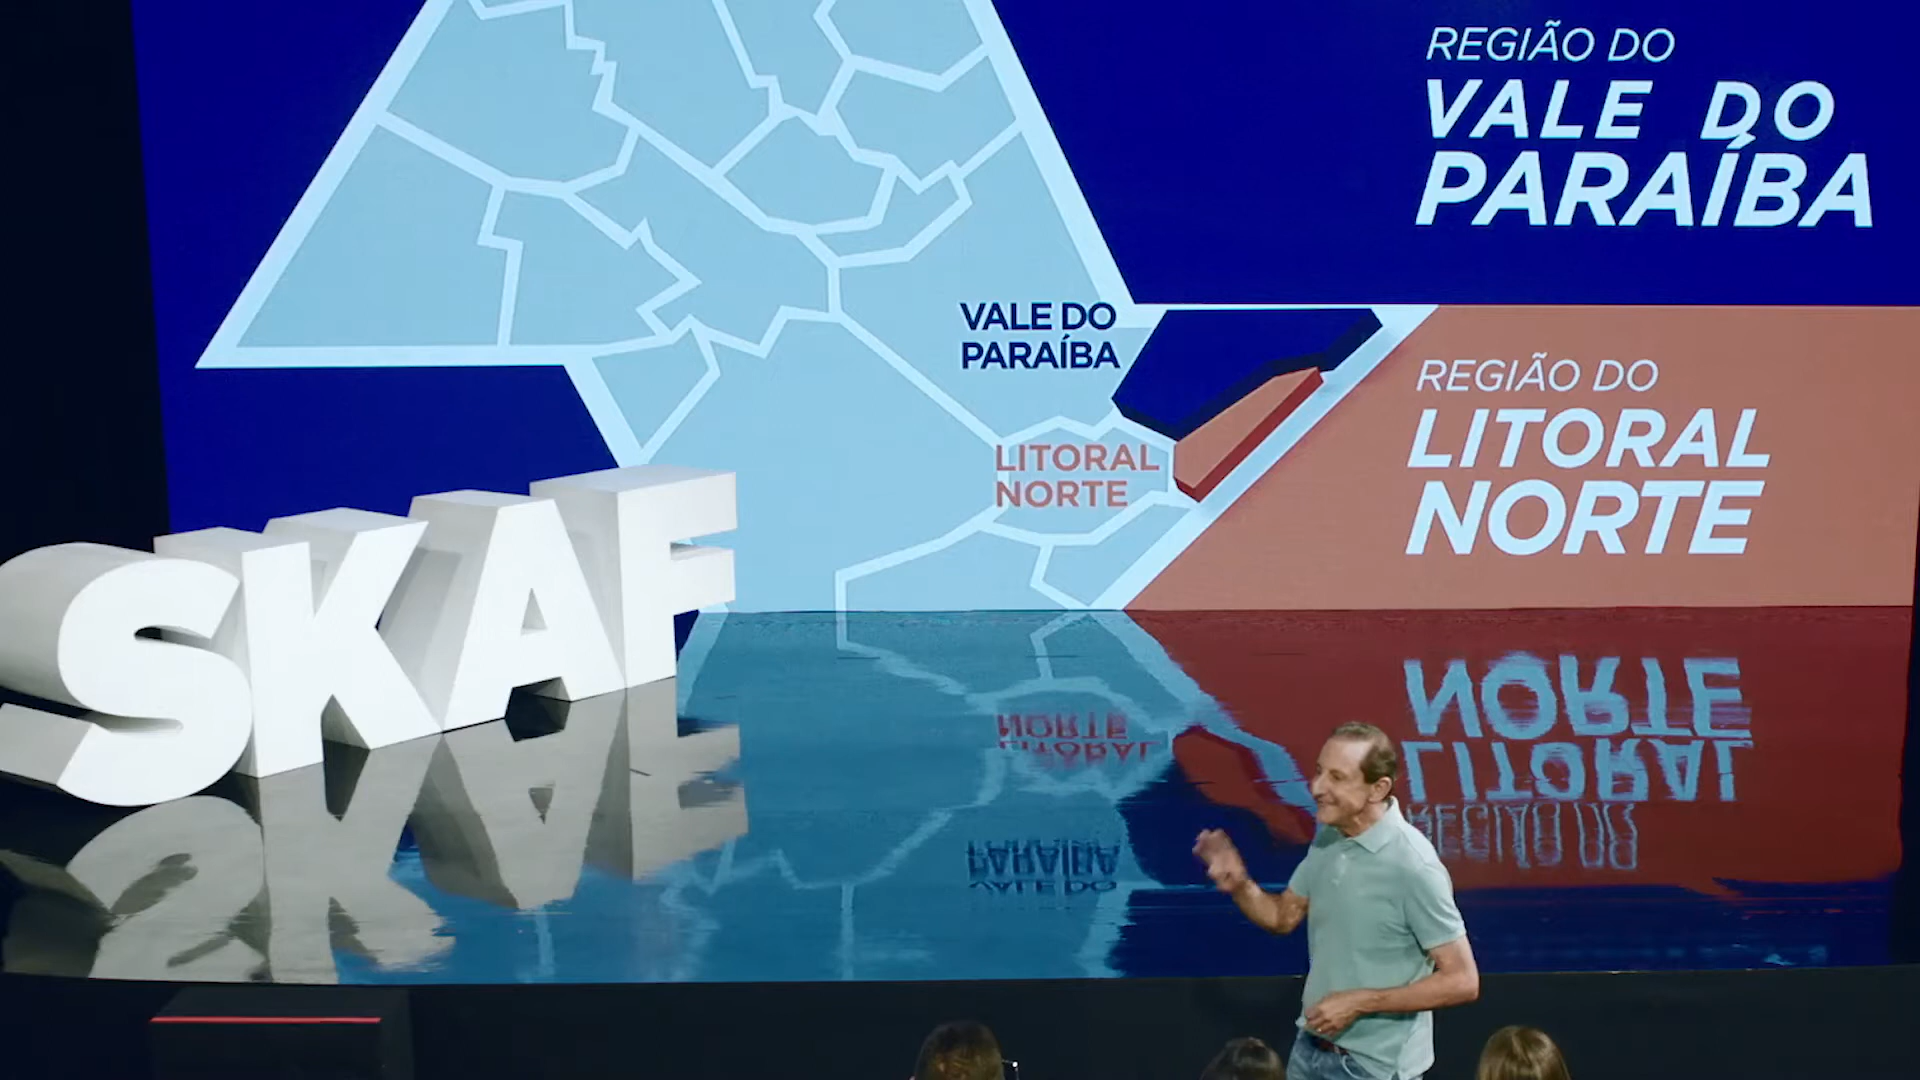 REGIÃO DO
VALE DO
PARAÍBA
VALE DO
PARAÍBA
REGIÃO DO
LITORAL
NORTE
LITORAL
NORTE
SKAF